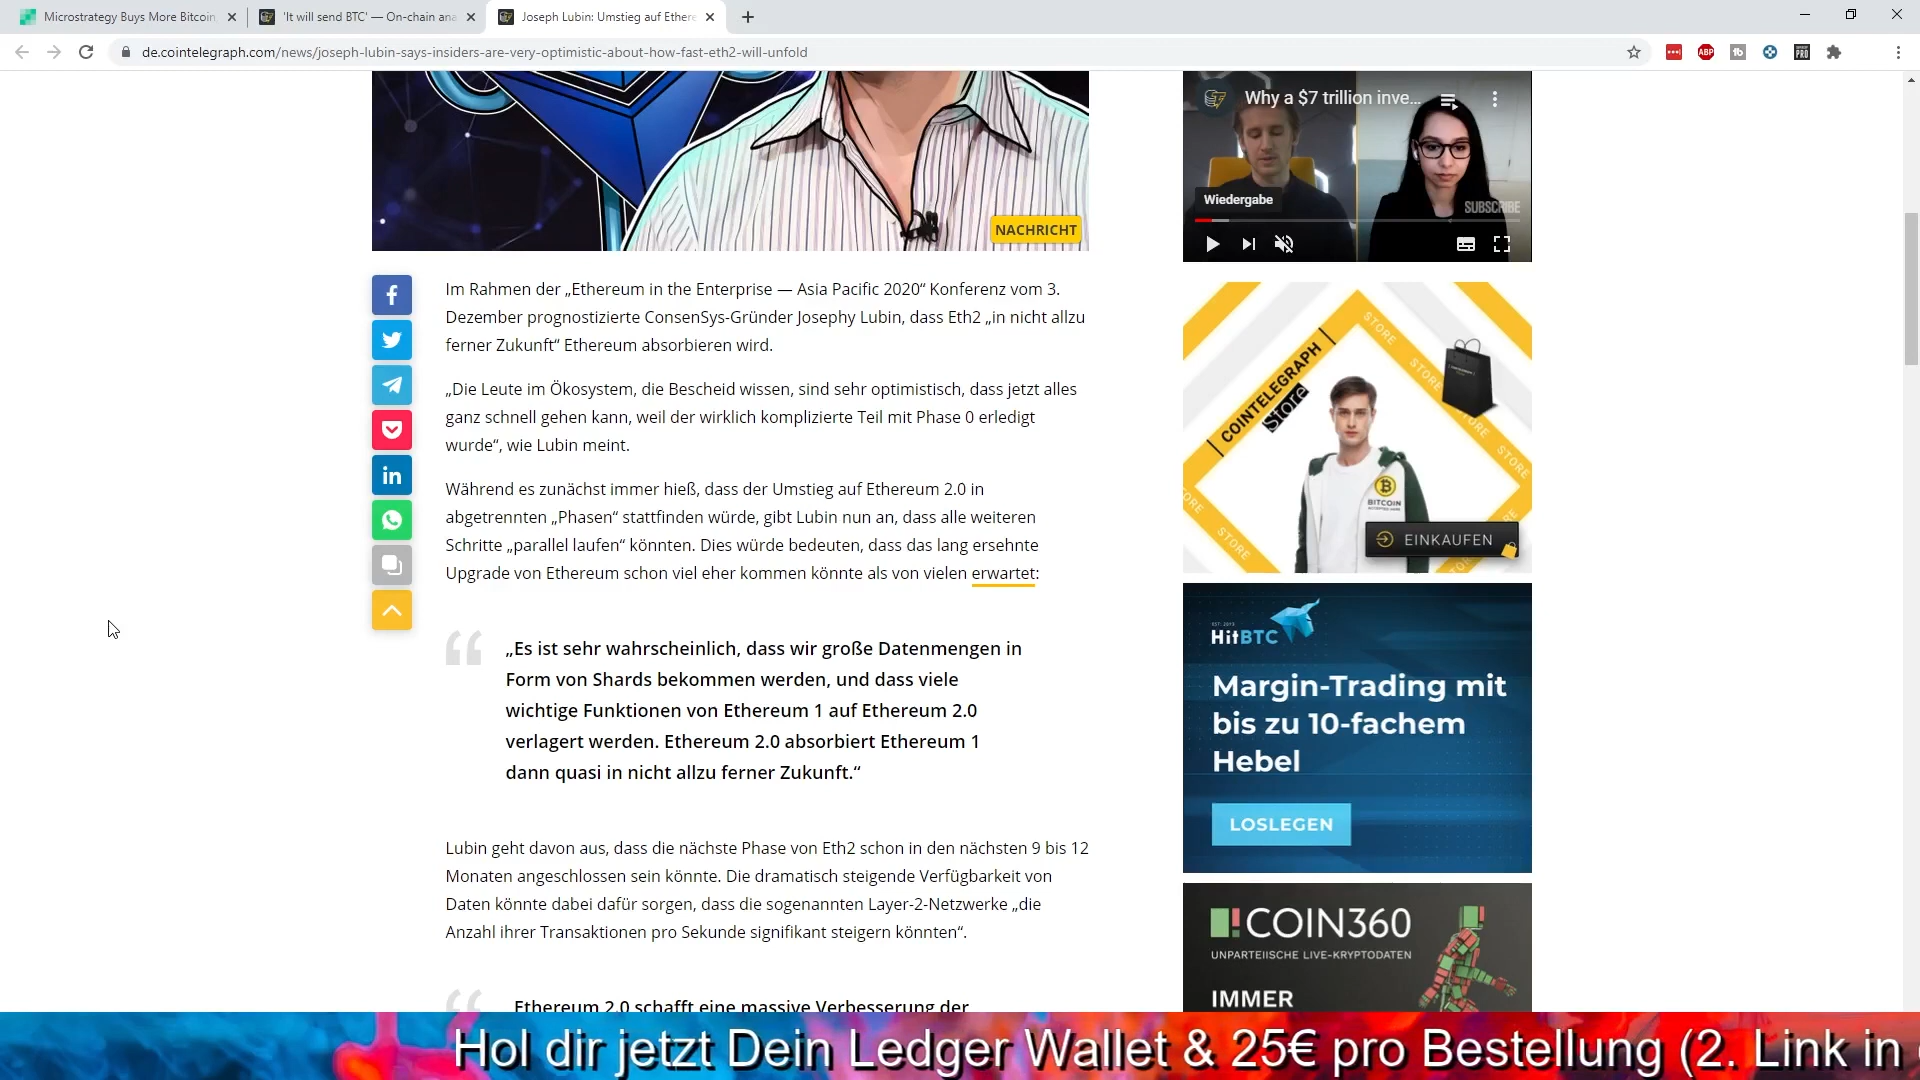 Microstrategy Buys More Bitcoin
'It will send BTC' — On-chain ana
Joseph Lubin: Umstieg auf Ethere
de.cointelegraph.com/news/joseph-lubin-says-insiders-are-very-optimistic-about-how-fast-eth2-will-unfold
ABP
PRO
NACHRICHT
Im Rahmen der „Ethereum in the Enterprise — Asia Pacific 2020“ Konferenz vom 3.
Dezember prognostizierte ConsenSys-Gründer Josephy Lubin, dass Eth2 „in nicht allzu
ferner Zukunft“ Ethereum absorbieren wird.
„Die Leute im Ökosystem, die Bescheid wissen, sind sehr optimistisch, dass jetzt alles
ganz schnell gehen kann, weil der wirklich komplizierte Teil mit Phase 0 erledigt
wurde“, wie Lubin meint.
Während es zunächst immer hieß, dass der Umstieg auf Ethereum 2.0 in
abgetrennten „Phasen“ stattfinden würde, gibt Lubin nun an, dass alle weiteren
Schritte „parallel laufen“ könnten. Dies würde bedeuten, dass das lang ersehnte
Upgrade von Ethereum schon viel eher kommen könnte als von vielen erwartet:
„Es ist sehr wahrscheinlich, dass wir große Datenmengen in
Form von Shards bekommen werden, und dass viele
wichtige Funktionen von Ethereum 1 auf Ethereum 2.0
verlagert werden. Ethereum 2.0 absorbiert Ethereum 1
dann quasi in nicht allzu ferner Zukunft.“
Lubin geht davon aus, dass die nächste Phase von Eth2 schon in den nächsten 9 bis 12
Monaten angeschlossen sein könnte. Die dramatisch steigende Verfügbarkeit von
Daten könnte dabei dafür sorgen, dass die sogenannten Layer-2-Netzwerke „die
Anzahl ihrer Transaktionen pro Sekunde signifikant steigern könnten“.
Ethereum 2.0 schafft eine massive Verbesserung der
Why a $7 trillion inve...
Wiedergabe
SUBSCRIBE
COINTELEGRAPH
Store
STORE
STORE
STORE
STORE
STORE
STORE
BITCOIN
EINKAUFEN
HitBTC
Margin-Trading mit
bis zu 10-fachem
Hebel
LOSLEGEN
COIN360
UNPARTEIISCHE LIVE-KRYPTODATEN
IMMER
Hol dir jetzt Dein Ledger Wallet & 25€ pro Bestellung (2. Link in